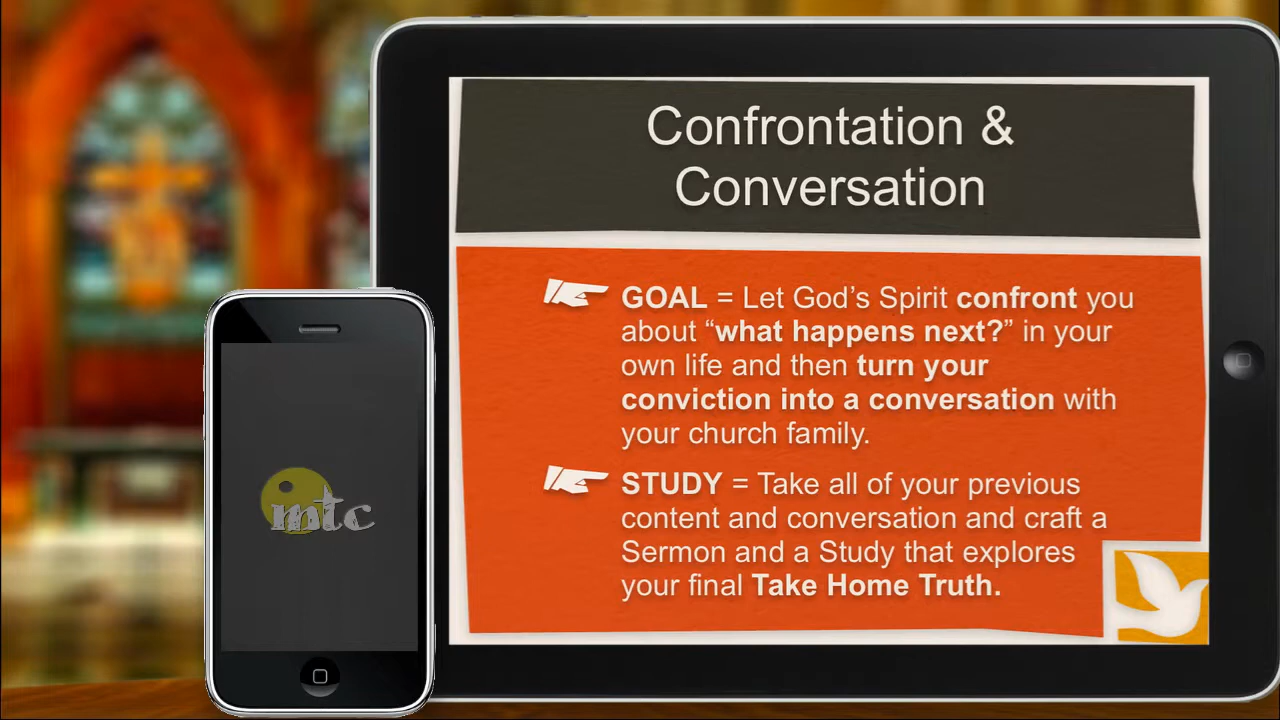 Confrontation &
Conversation
GOAL = Let God’s Spirit confront you
about “what happens next?” in your
own life and then turn your
conviction into a conversation with
your church family.
STUDY = Take all of your previous
content and conversation and craft a
Sermon and a Study that explores
your final Take Home Truth.
mtc